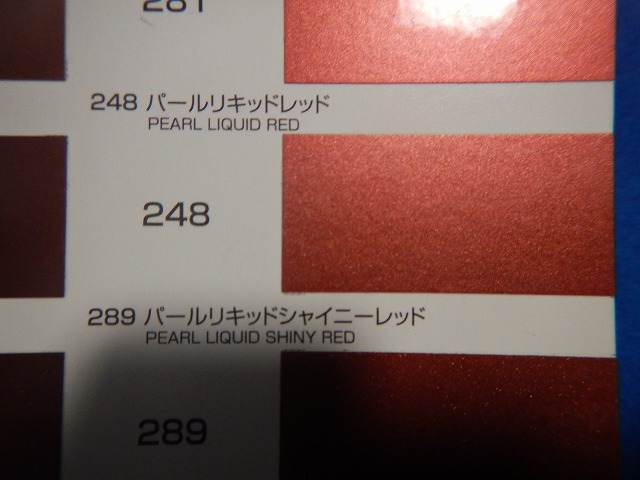 281
248 パールリキッドレッド
PEARL LIQUID RED
248
289 パールリキッドシャイニーレッド
PEARL LIQUID SHINY RED
289